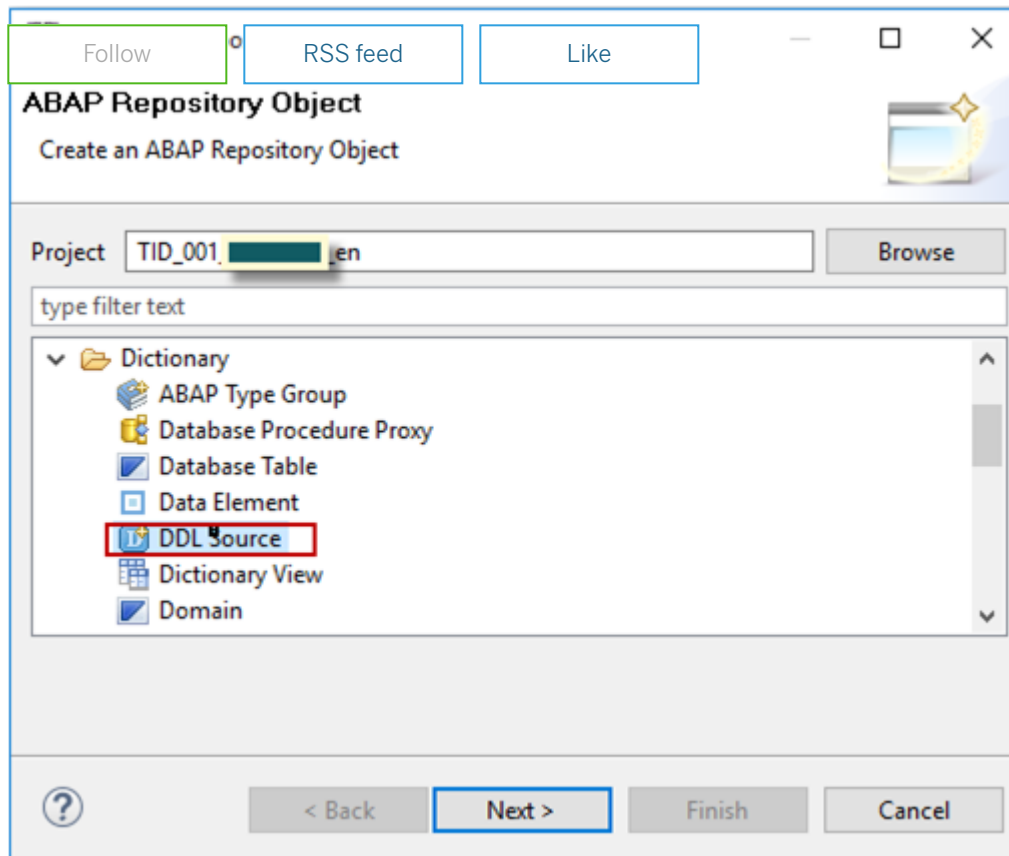 Follow
RSS feed
Like
ABAP Repository Object
Create an ABAP Repository Object
Project TID_001_ _en Browse
type filter text
Dictionary
ABAP Type Group
Database Procedure Proxy
Database Table
Data Element
DDL Source
Dictionary View
Domain
? < Back Next > Finish Cancel